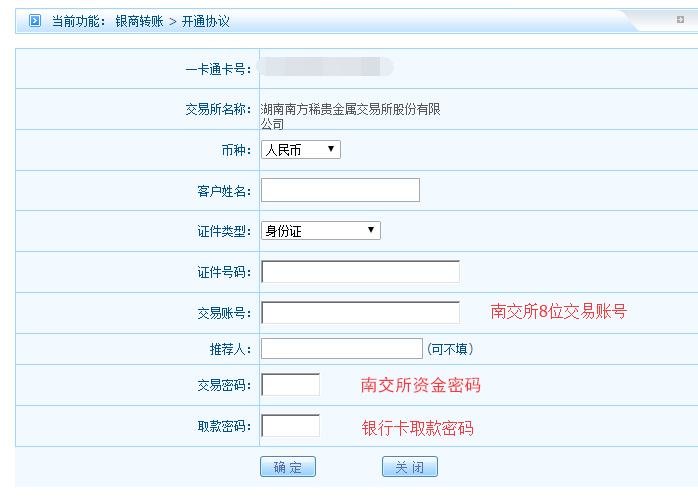 当前功能： 银商转账 > 开通协议
一卡通卡号：
交易所名称： 湖南南方稀贵金属交易所股份有限
公司
币种： 人民币
客户姓名：
证件类型： 身份证
证件号码：
交易账号： 南交所8位交易账号
推荐人： (可不填)
交易密码： 南交所资金密码
取款密码： 银行卡取款密码
确 定 关 闭